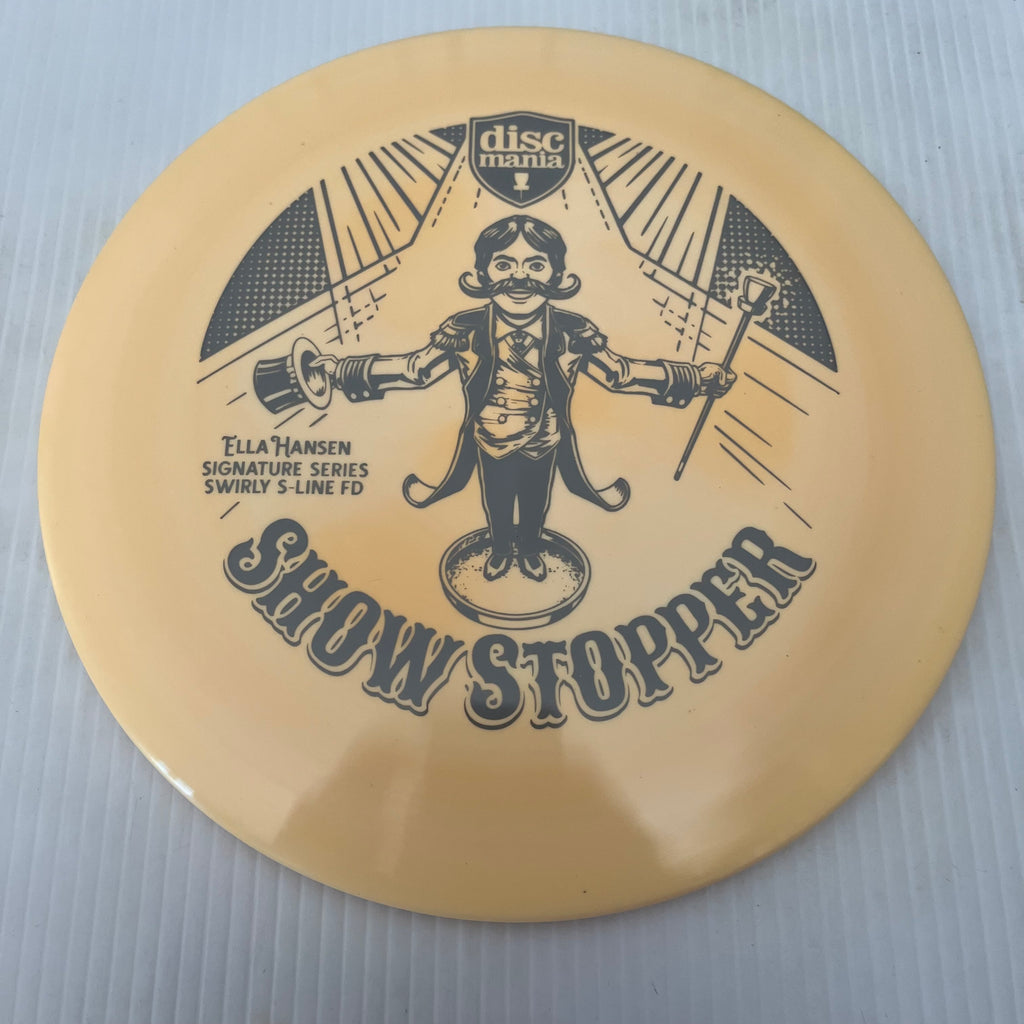 disc
mania
Ella Hansen
SIGNATURE SERIES
SWIRLY S-LINE FD
SHOW STOPPER